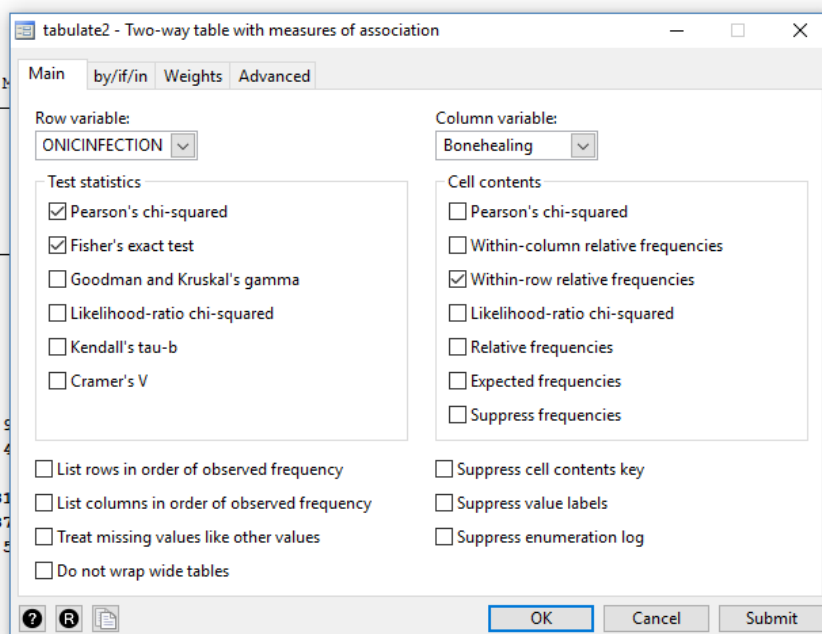 tabulate2 - Two-way table with measures of association
Main by/if/in Weights Advanced
Row variable:
ONICINFECTION
Column variable:
Bonehealing
Test statistics
Pearson's chi-squared
Fisher's exact test
Goodman and Kruskal's gamma
Likelihood-ratio chi-squared
Kendall's tau-b
Cramer's V
Cell contents
Pearson's chi-squared
Within-column relative frequencies
Within-row relative frequencies
Likelihood-ratio chi-squared
Relative frequencies
Expected frequencies
Suppress frequencies
List rows in order of observed frequency
List columns in order of observed frequency
Treat missing values like other values
Do not wrap wide tables
Suppress cell contents key
Suppress value labels
Suppress enumeration log
? R
OK Cancel Submit